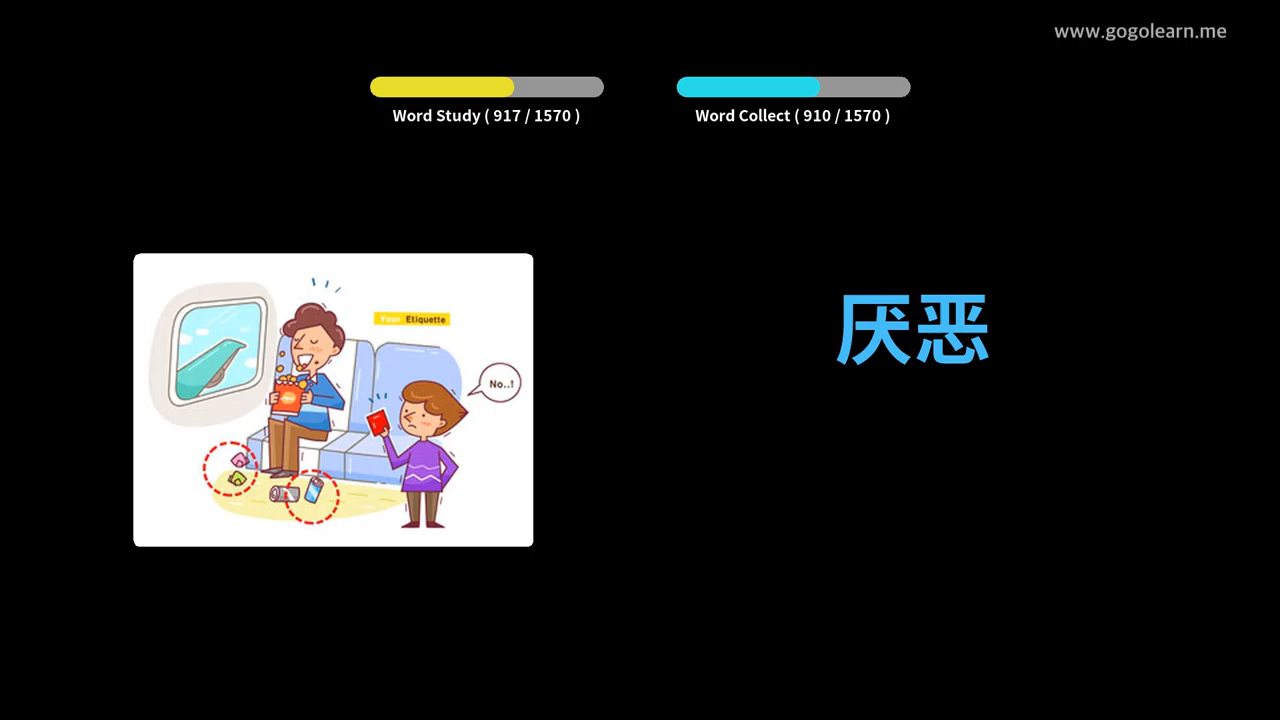 www.gogolearn.me
Word Study ( 917 / 1570 )
Word Collect ( 910 / 1570 )
Your Etiquette
No..!
厌恶